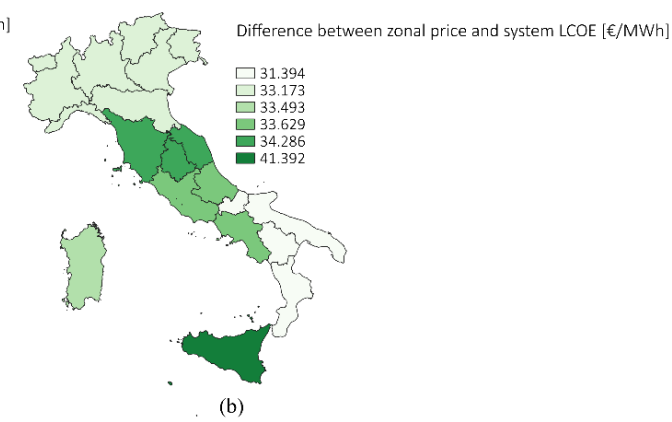 h]
Difference between zonal price and system LCOE [€/MWh]
31.394
33.173
33.493
33.629
34.286
41.392
(b)